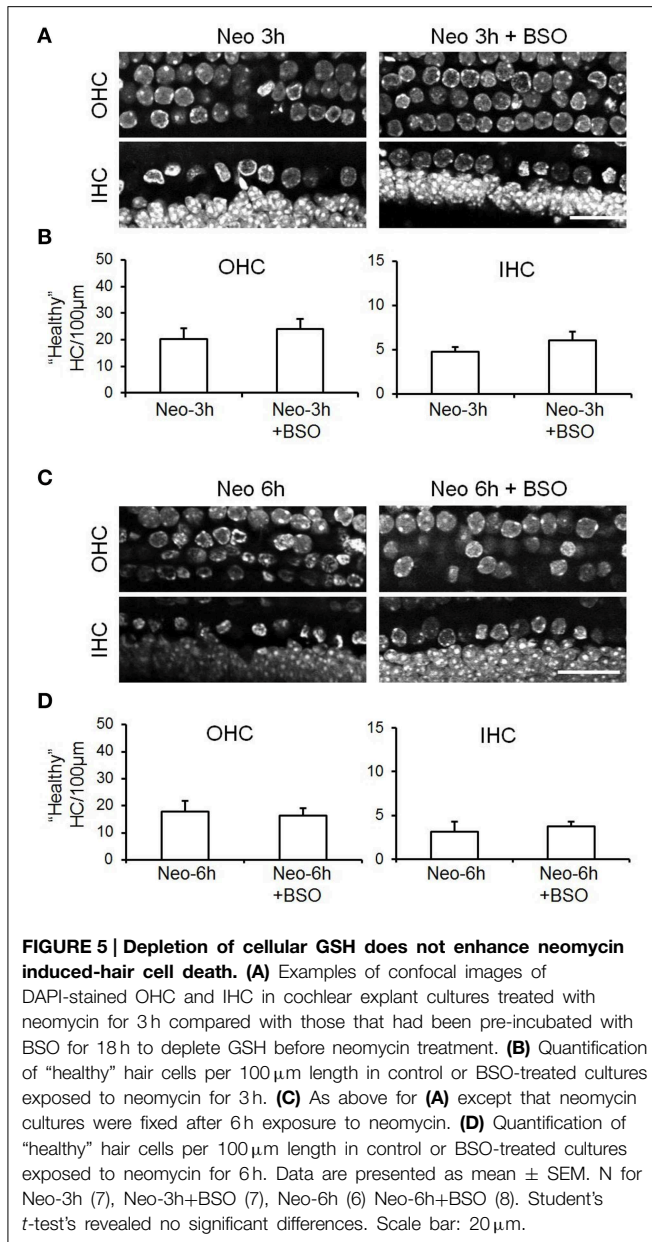 A
Neo 3h
Neo 3h + BSO
OHC
IHC
B
"Healthy"
HC/100µm
OHC
50
40
30
20
10
0
Neo-3h
Neo-3h
+BSO
IHC
15
10
5
0
Neo-3h
Neo-3h
+BSO
C
Neo 6h
Neo 6h + BSO
OHC
IHC
D
"Healthy"
HC/100µm
OHC
50
40
30
20
10
0
Neo-6h
Neo-6h
+BSO
IHC
15
10
5
0
Neo-6h
Neo-6h
+BSO
FIGURE 5 | Depletion of cellular GSH does not enhance neomycin
induced-hair cell death. (A) Examples of confocal images of
DAPI-stained OHC and IHC in cochlear explant cultures treated with
neomycin for 3 h compared with those that had been pre-incubated with
BSO for 18 h to deplete GSH before neomycin treatment. (B) Quantification
of "healthy" hair cells per 100 µm length in control or BSO-treated cultures
exposed to neomycin for 3 h. (C) As above for (A) except that neomycin
cultures were fixed after 6 h exposure to neomycin. (D) Quantification of
"healthy" hair cells per 100 µm length in control or BSO-treated cultures
exposed to neomycin for 6 h. Data are presented as mean ± SEM. N for
Neo-3h (7), Neo-3h+BSO (7), Neo-6h (6) Neo-6h+BSO (8). Student's
t-test's revealed no significant differences. Scale bar: 20 µm.